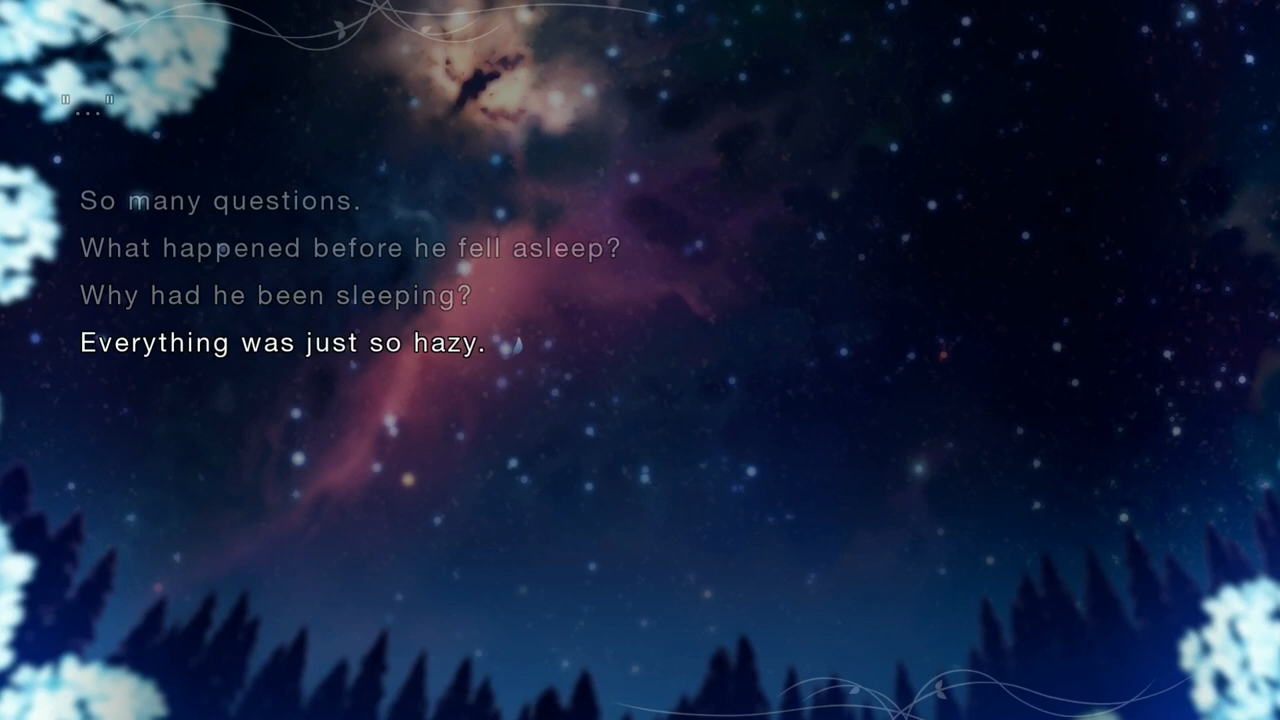 "..."
So many questions.
What happened before he fell asleep?
Why had he been sleeping?
Everything was just so hazy.